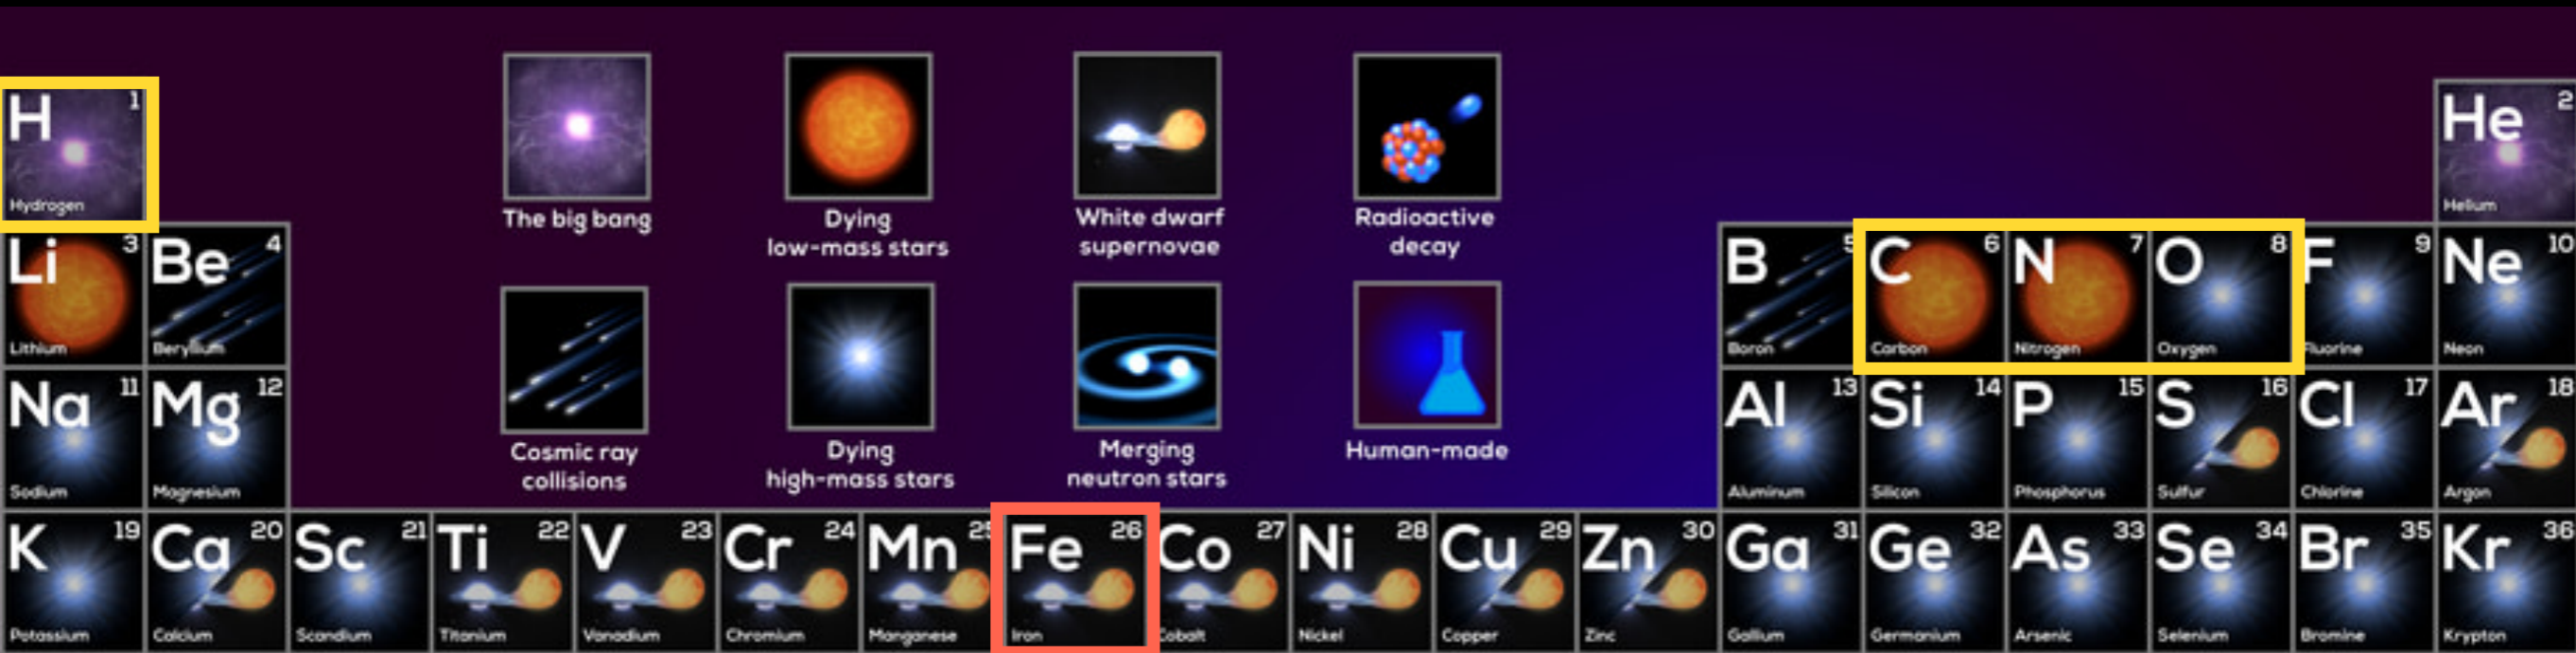 H 1
Hydrogen
The big bang
Dying
low-mass stars
White dwarf
supernovae
Radioactive
decay
Cosmic ray
collisions
Dying
high-mass stars
Merging
neutron stars
Human-made
He 2
Helium
Li 3
Lithium
Be 4
Beryllium
B 5
Boron
C 6
Carbon
N 7
Nitrogen
O 8
Oxygen
F 9
Fluorine
Ne 10
Neon
Na 11
Sodium
Mg 12
Magnesium
Al 13
Aluminum
Si 14
Silicon
P 15
Phosphorus
S 16
Sulfur
Cl 17
Chlorine
Ar 18
Argon
K 19
Potassium
Ca 20
Calcium
Sc 21
Scandium
Ti 22
Titanium
V 23
Vanadium
Cr 24
Chromium
Mn 25
Manganese
Fe 26
Iron
Co 27
Cobalt
Ni 28
Nickel
Cu 29
Copper
Zn 30
Zinc
Ga 31
Gallium
Ge 32
Germanium
As 33
Arsenic
Se 34
Selenium
Br 35
Bromine
Kr 36
Krypton